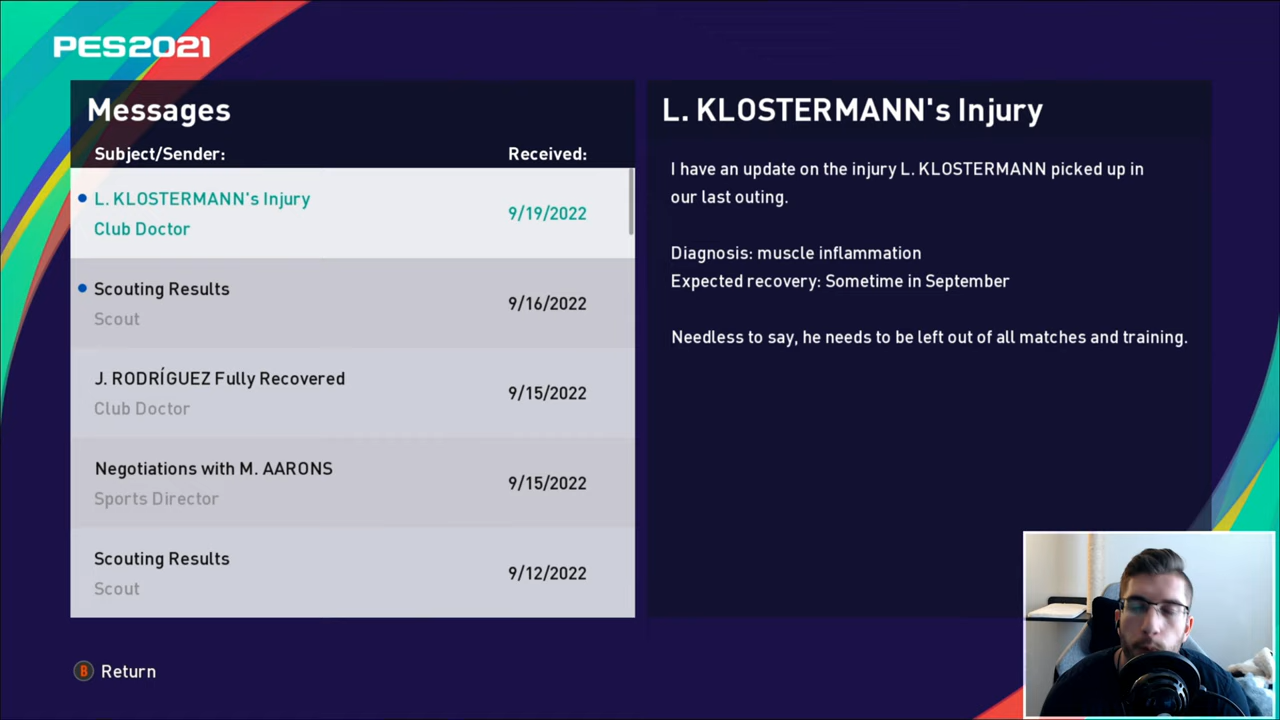 PES2021
Messages
Subject/Sender:
Received:
L. KLOSTERMANN's Injury
Club Doctor
9/19/2022
Scouting Results
Scout
9/16/2022
J. RODRÍGUEZ Fully Recovered
Club Doctor
9/15/2022
Negotiations with M. AARONS
Sports Director
9/15/2022
Scouting Results
Scout
9/12/2022
L. KLOSTERMANN's Injury
I have an update on the injury L. KLOSTERMANN picked up in
our last outing.
Diagnosis: muscle inflammation
Expected recovery: Sometime in September
Needless to say, he needs to be left out of all matches and training.
B Return